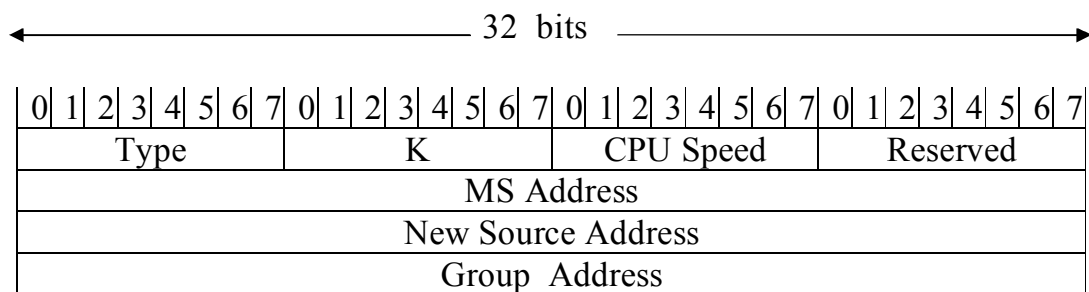 32 bits
0 1 2 3 4 5 6 7 0 1 2 3 4 5 6 7 0 1 2 3 4 5 6 7 0 1 2 3 4 5 6 7
Type K CPU Speed Reserved
MS Address
New Source Address
Group Address